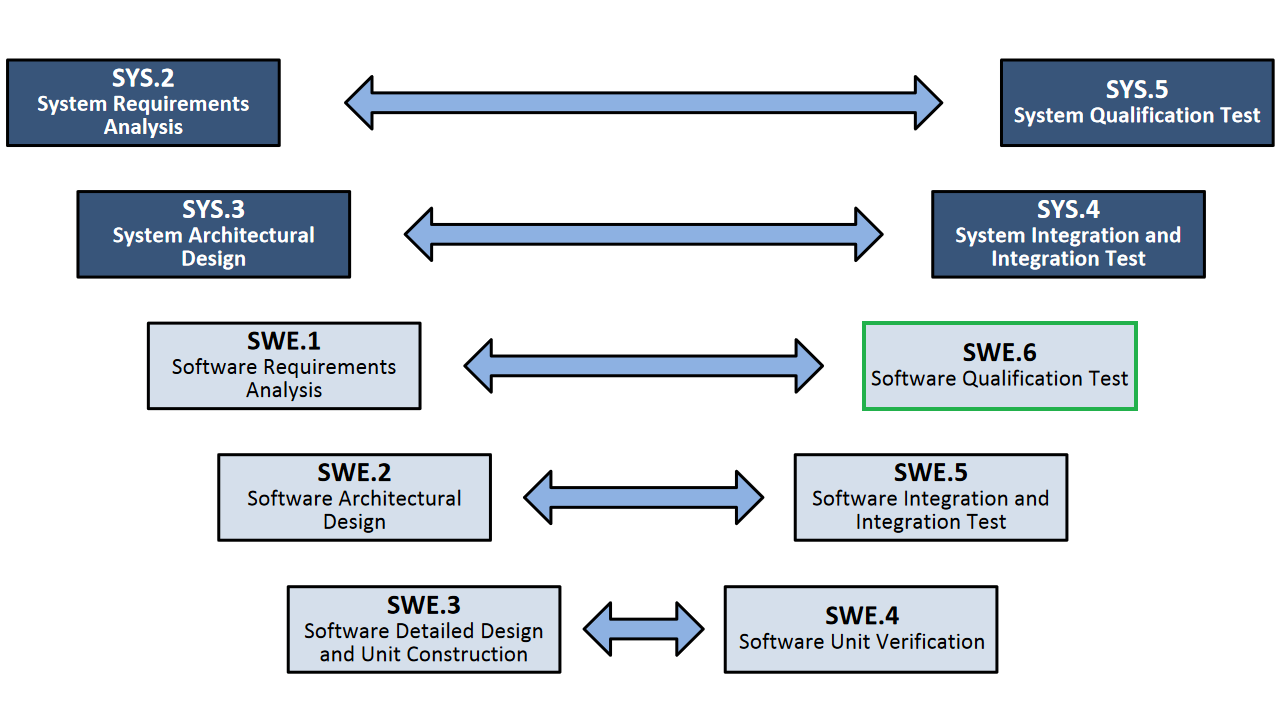 SYS.2
System Requirements
Analysis
SYS.5
System Qualification Test
SYS.3
System Architectural
Design
SYS.4
System Integration and
Integration Test
SWE.1
Software Requirements
Analysis
SWE.6
Software Qualification Test
SWE.2
Software Architectural
Design
SWE.5
Software Integration and
Integration Test
SWE.3
Software Detailed Design
and Unit Construction
SWE.4
Software Unit Verification